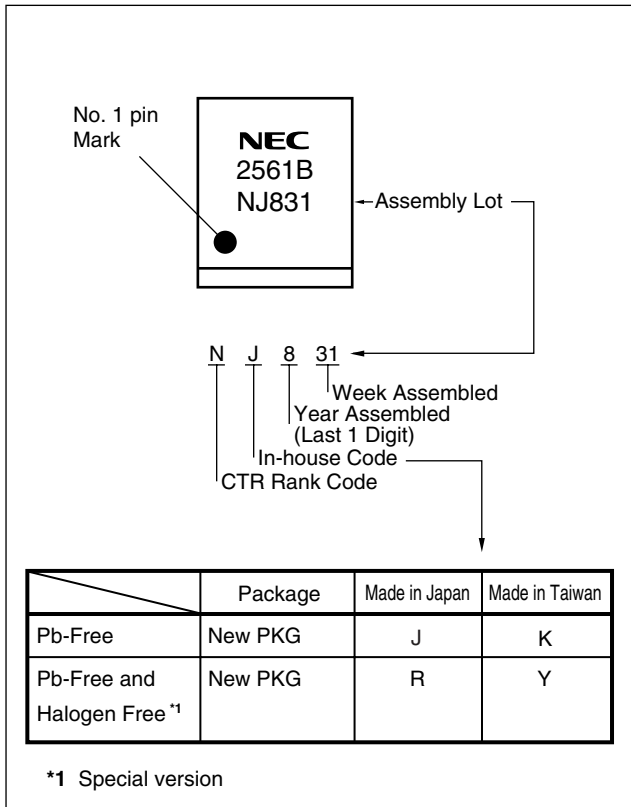 No. 1 pin
Mark
NEC
2561B
NJ831
Assembly Lot
N J 8 31
Week Assembled
Year Assembled
(Last 1 Digit)
In-house Code
CTR Rank Code
Package Made in Japan Made in Taiwan
Pb-Free New PKG J K
Pb-Free and New PKG R Y
Halogen Free *1
*1 Special version